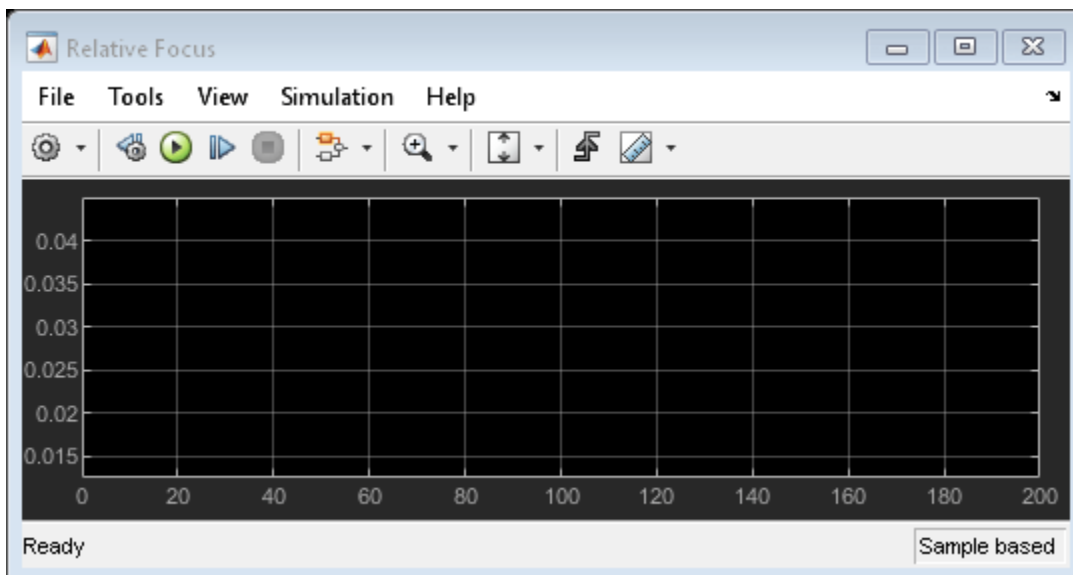 Relative Focus
File Tools View Simulation Help
0.04
0.035
0.03
0.025
0.02
0.015
0 20 40 60 80 100 120 140 160 180 200
Ready Sample based